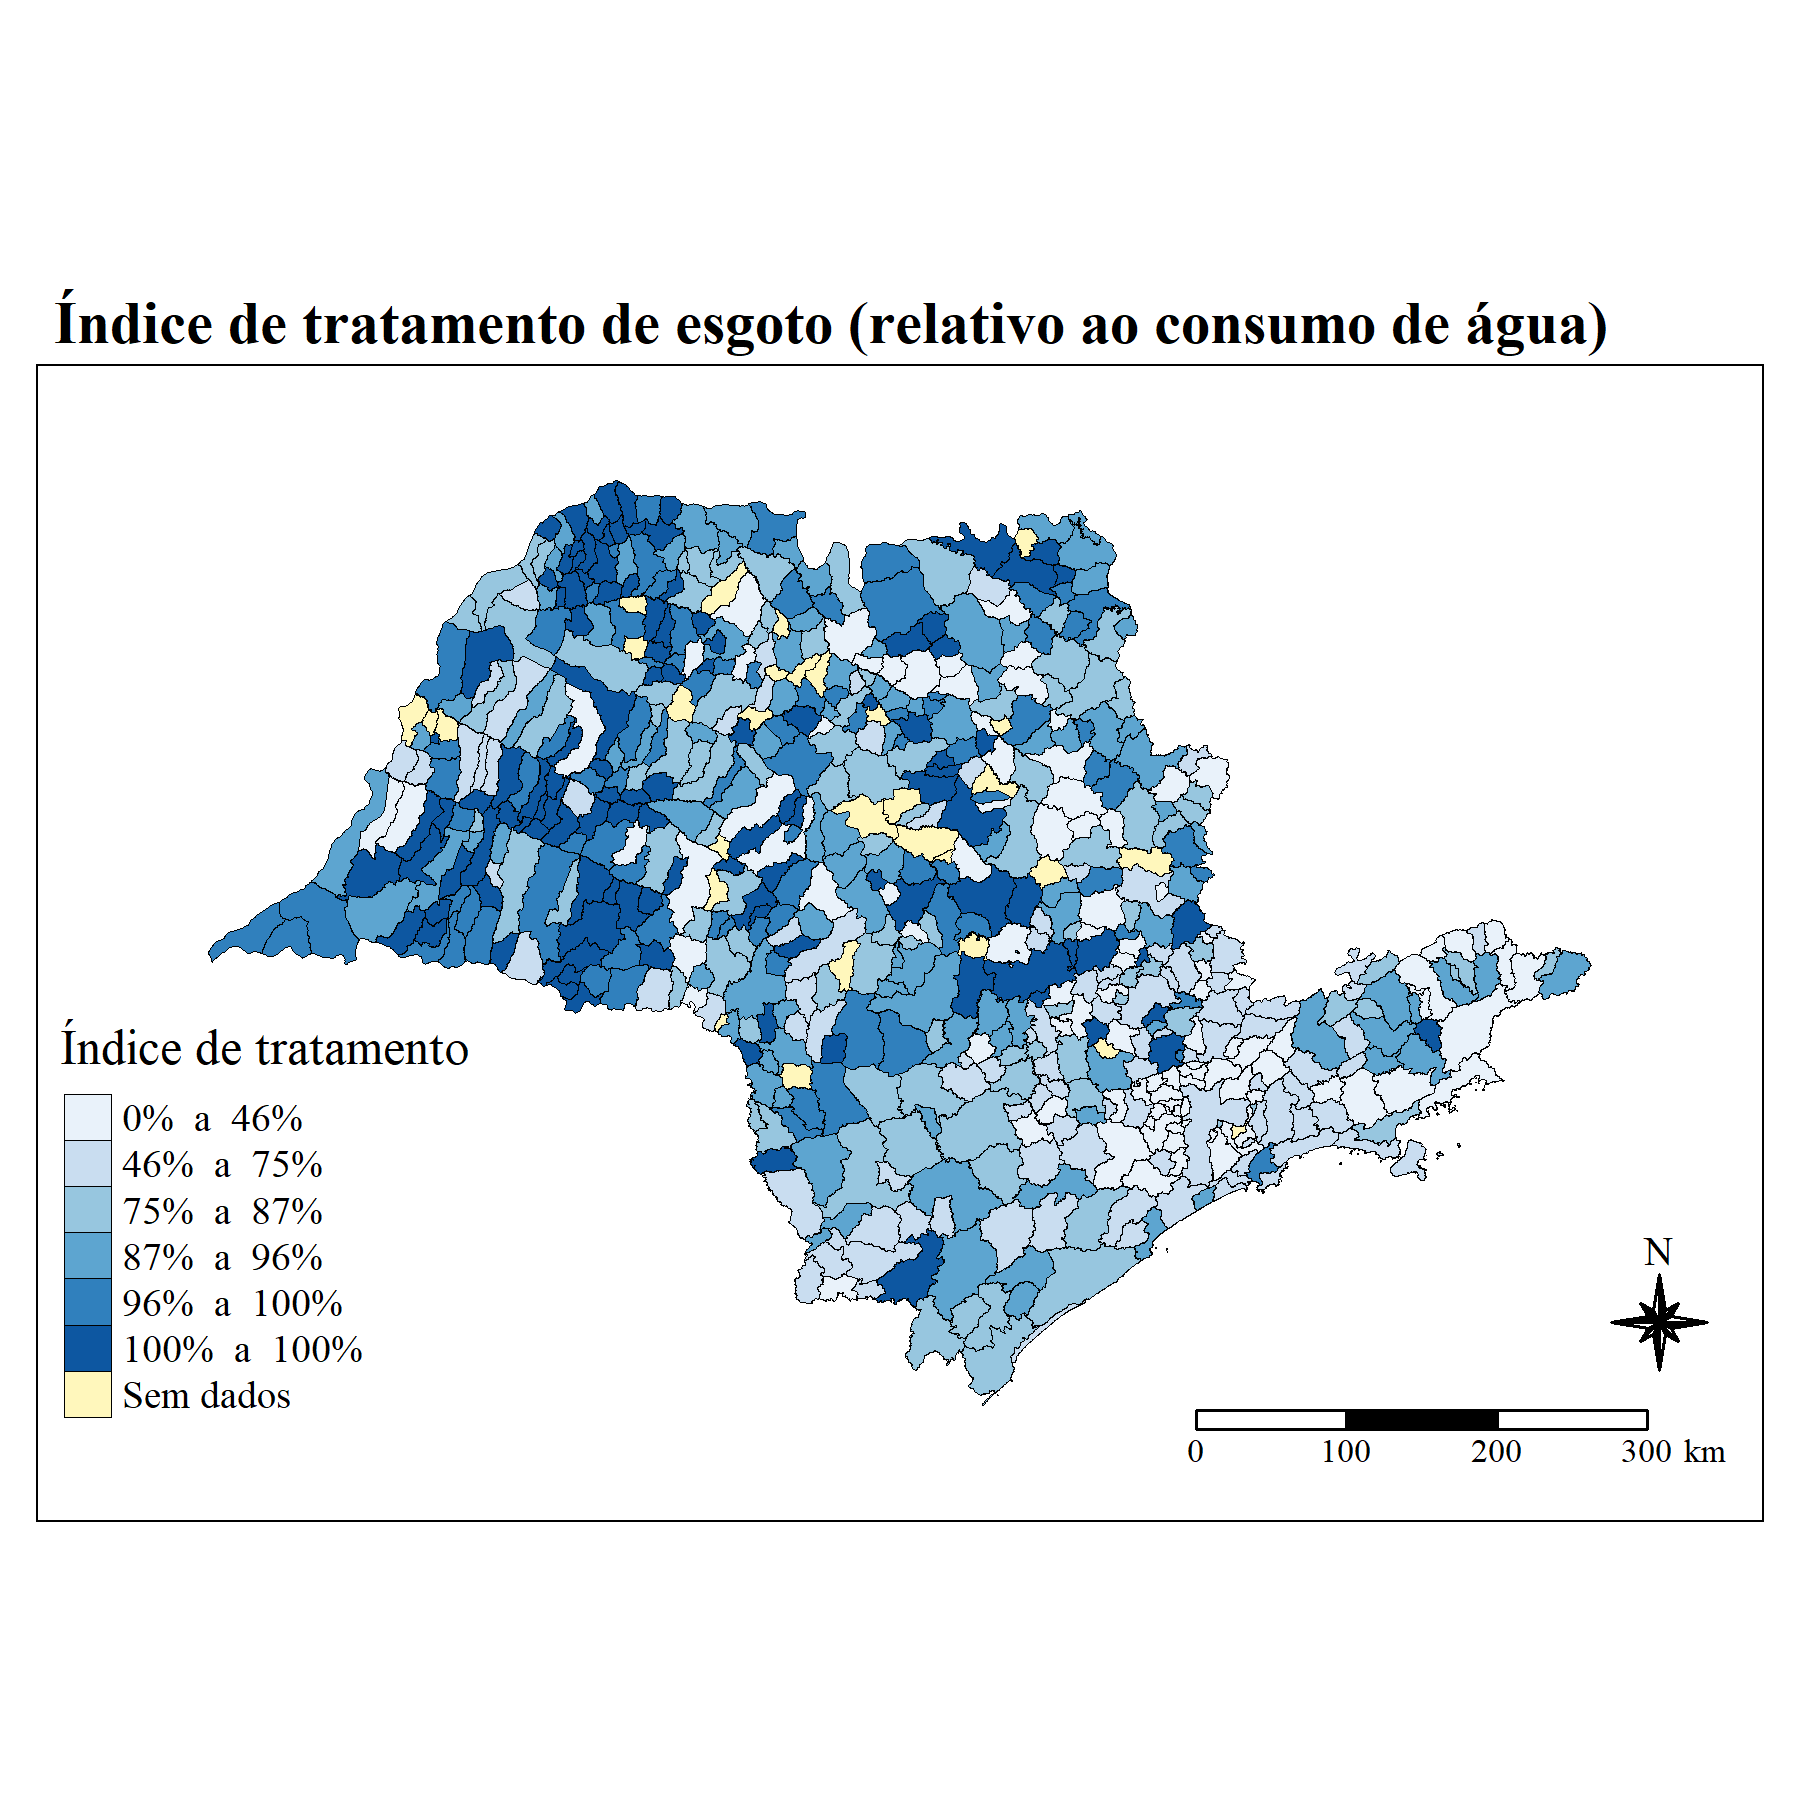 Índice de tratamento de esgoto (relativo ao consumo de água)
Índice de tratamento
0% a 46%
46% a 75%
75% a 87%
87% a 96%
96% a 100%
100% a 100%
Sem dados
N
0 100 200 300 km